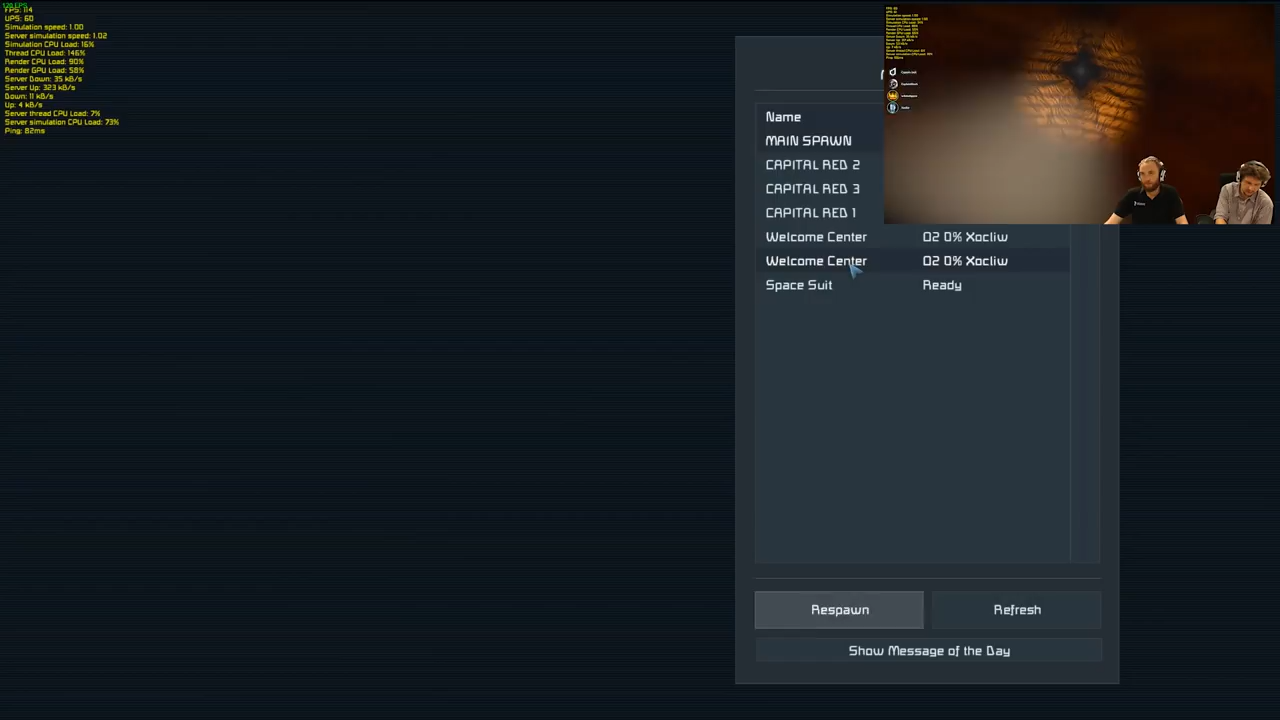 120 FPS
FPS: 114
UPS: 60
Simulation speed: 1.00
Server simulation speed: 1.02
Simulation CPU Load: 16%
Thread CPU Load: 146%
Render CPU Load: 90%
Render GPU Load: 58%
Server Down: 35 kB/s
Server Up: 323 kB/s
Down: 11 kB/s
Up: 4 kB/s
Server thread CPU Load: 7%
Server simulation CPU Load: 73%
Ping: 82ms
Name
MAIN SPAWN
CAPITAL RED 2
CAPITAL RED 3
CAPITAL RED 1
Welcome Center O2 0% Xocliw
Welcome Center O2 0% Xocliw
Space Suit Ready
Respawn Refresh
Show Message of the Day